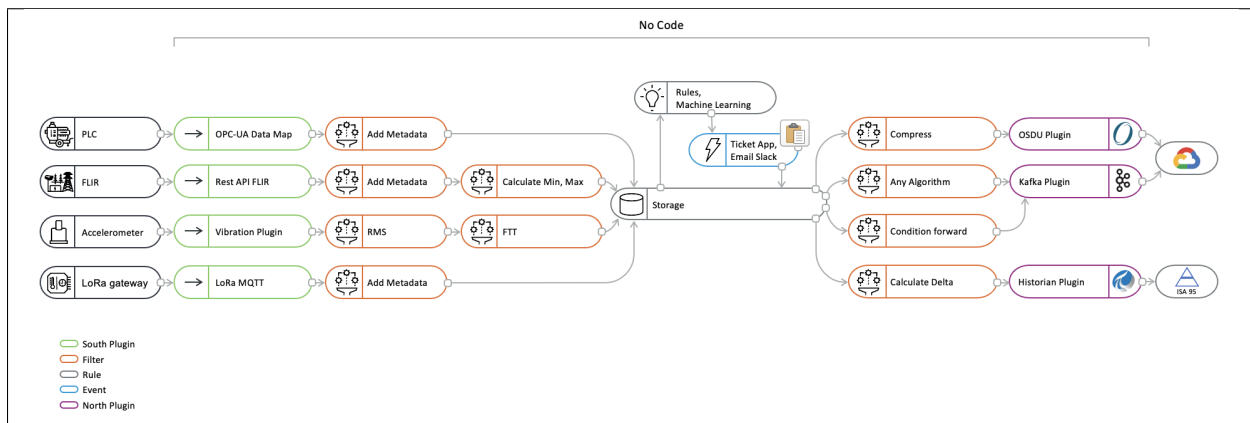 No Code
Rules,
Machine Learning
PLC
OPC-UA Data Map
Add Metadata
Ticket App,
Email Slack
Compress
OSDU Plugin
FLIR
Rest API FLIR
Add Metadata
Calculate Min, Max
Any Algorithm
Kafka Plugin
Storage
Accelerometer
Vibration Plugin
RMS
FTT
Condition forward
LoRa gateway
LoRa MQTT
Add Metadata
Calculate Delta
Historian Plugin
ISA 95
South Plugin
Filter
Rule
Event
North Plugin